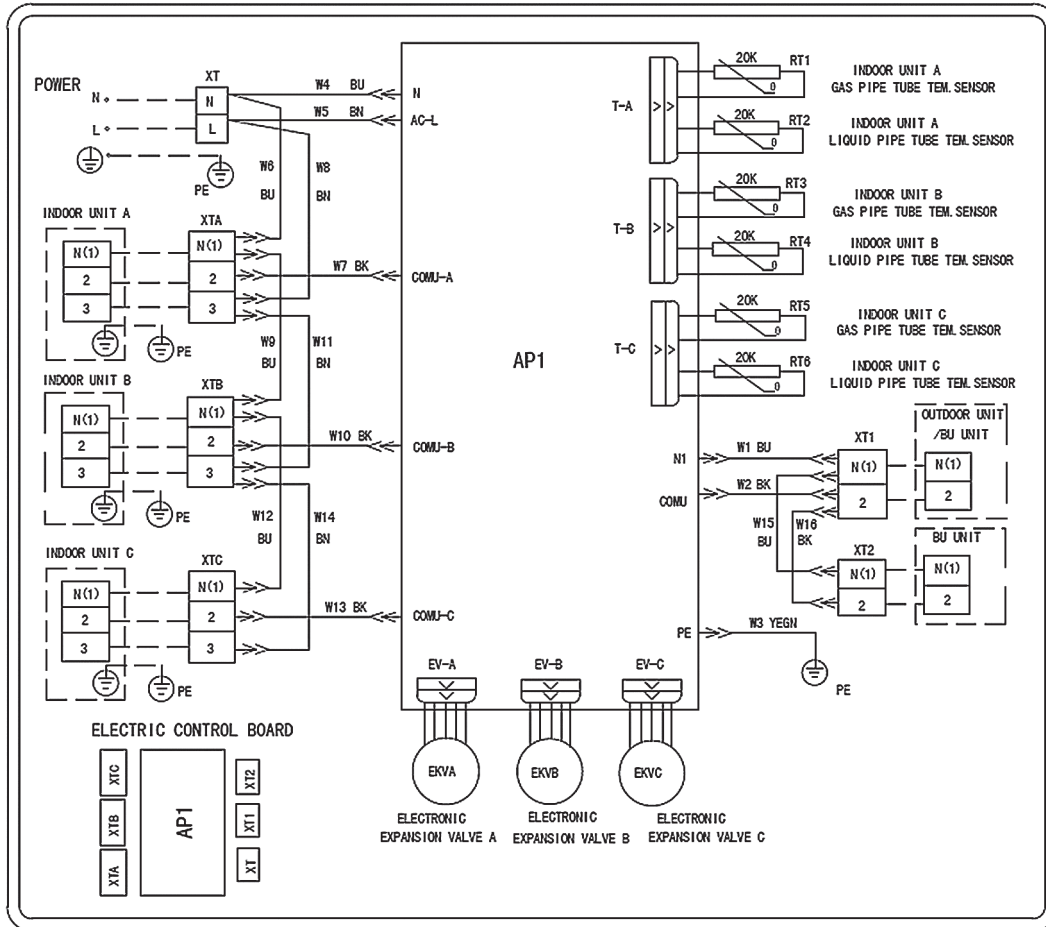 POWER
N
L
PE
XT
N
L
W4 BU
W5 BN
N
AC-L
W6
BU
W8
BN
INDOOR UNIT A
N(1)
2
3
PE
XTA
N(1)
2
3
W7 BK
COMU-A
W9
BU
W11
BN
INDOOR UNIT B
N(1)
2
3
PE
XTB
N(1)
2
3
W10 BK
COMU-B
W12
BU
W14
BN
INDOOR UNIT C
N(1)
2
3
PE
XTC
N(1)
2
3
W13 BK
COMU-C
AP1
T-A
20K
RT1
θ
INDOOR UNIT A
GAS PIPE TUBE TEM.SENSOR
20K
RT2
θ
INDOOR UNIT A
LIQUID PIPE TUBE TEM.SENSOR
T-B
20K
RT3
θ
INDOOR UNIT B
GAS PIPE TUBE TEM.SENSOR
20K
RT4
θ
INDOOR UNIT B
LIQUID PIPE TUBE TEM.SENSOR
T-C
20K
RT5
θ
INDOOR UNIT C
GAS PIPE TUBE TEM.SENSOR
20K
RT6
θ
INDOOR UNIT C
LIQUID PIPE TUBE TEM.SENSOR
N1
W1 BU
COMU
W2 BK
W15
BU
W16
BK
XT1
N(1)
2
OUTDOOR UNIT
/BU UNIT
N(1)
2
XT2
N(1)
2
BU UNIT
N(1)
2
PE
W3 YEGN
PE
EV-A
EV-B
EV-C
EKVA
EKVB
EKVC
ELECTRONIC
EXPANSION VALVE A
ELECTRONIC
EXPANSION VALVE B
ELECTRONIC
EXPANSION VALVE C
ELECTRIC CONTROL BOARD
XTC
XTB
XTA
AP1
XT2
XT1
XT